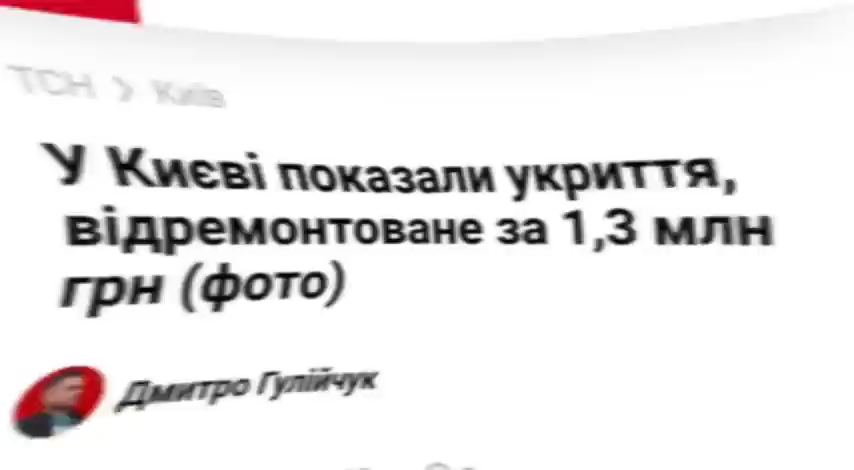 ТСН > Київ
У Києві показали укриття,
відремонтоване за 1,3 млн
грн (фото)
Дмитро Гулійчук